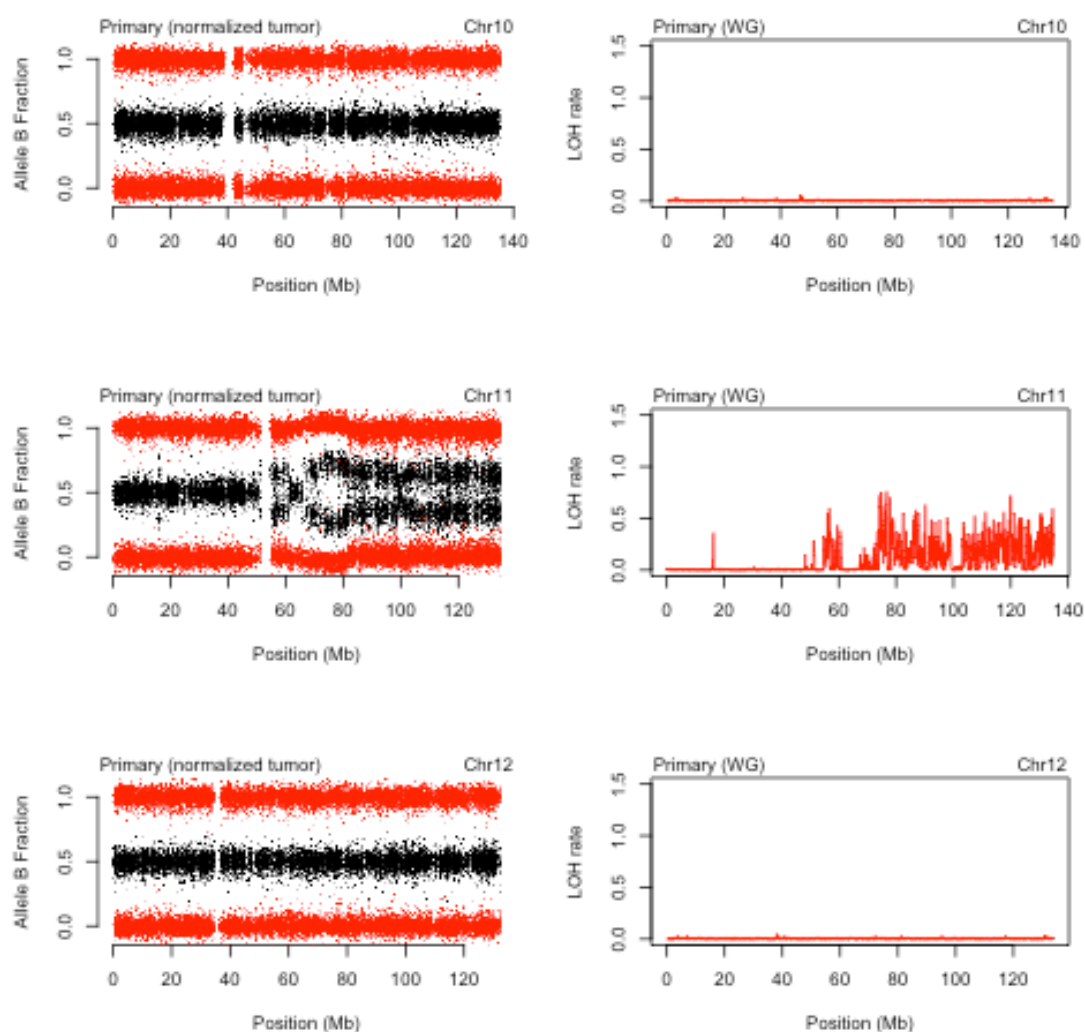 Primary (normalized tumor) Chr10
Allele B Fraction
1.0
0.5
0.0
0 20 40 60 80 100 120 140
Position (Mb)
Primary (WG) Chr10
LOH rate
1.5
1.0
0.5
0.0
0 20 40 60 80 100 120 140
Position (Mb)
Primary (normalized tumor) Chr11
Allele B Fraction
1.0
0.5
0.0
0 20 40 60 80 100 120
Position (Mb)
Primary (WG) Chr11
LOH rate
1.5
1.0
0.5
0.0
0 20 40 60 80 100 120 140
Position (Mb)
Primary (normalized tumor) Chr12
Allele B Fraction
1.0
0.5
0.0
0 20 40 60 80 100 120
Position (Mb)
Primary (WG) Chr12
LOH rate
1.5
1.0
0.5
0.0
0 20 40 60 80 100 120
Position (Mb)